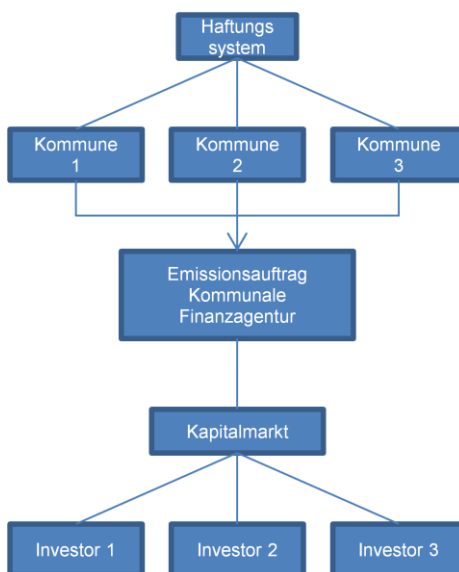 Haftungs
system
Kommune
1
Kommune
2
Kommune
3
Emissionsauftrag
Kommunale
Finanzagentur
Kapitalmarkt
Investor 1
Investor 2
Investor 3